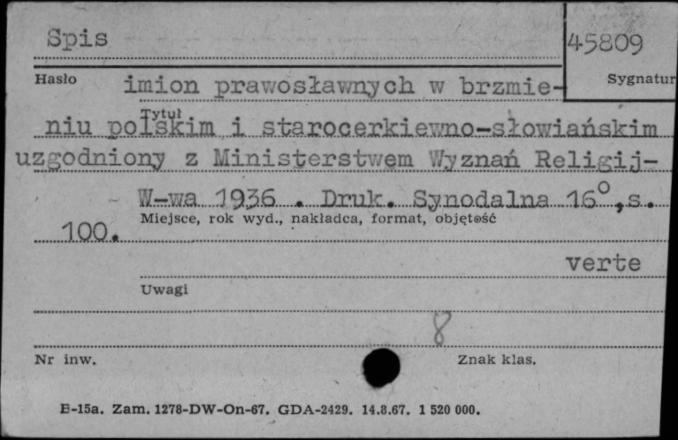 Spis
45809
Hasło
Sygnatur
imion prawosławnych w brzmie-
Tytuł
niu polskim i starocerkiewno-słowiańskim
uzgodniony z Ministerstwem Wyznań Religij-
W-wa 1936 . Druk. Synodalna 16°,s.
Miejsce, rok wyd., nakładca, format, objętość
100.
verte
Uwagi
8
Nr inw.
Znak klas.
B-15a. Zam. 1278-DW-On-67. GDA-2429. 14.8.67. 1 520 000.